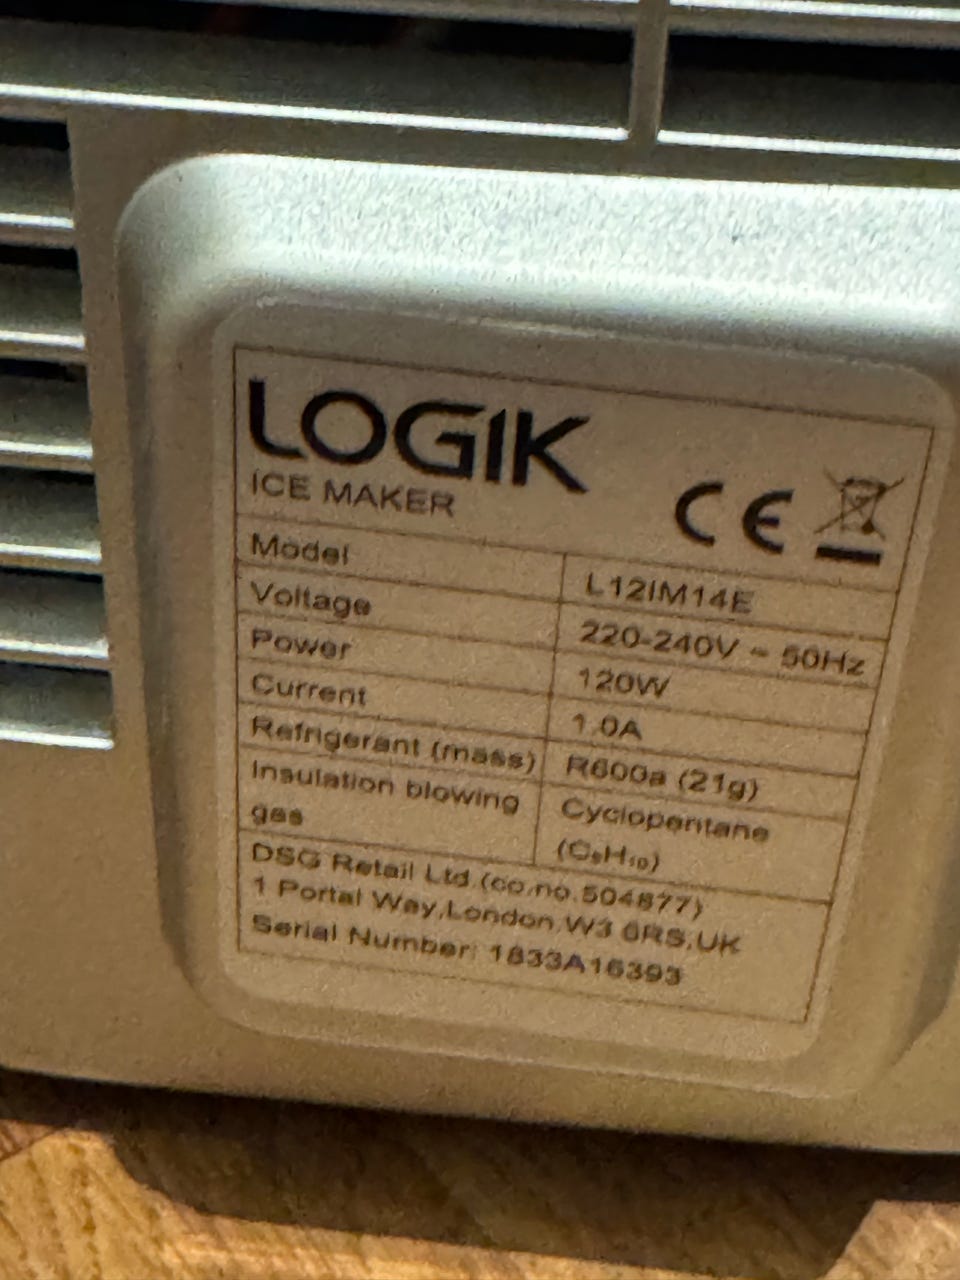 LOGIK
ICE MAKER
CE
Model L12IM14E
Voltage 220-240V ~ 50Hz
Power 120W
Current 1.0A
Refrigerant (mass) R600a (21g)
Insulation blowing gas Cyclopentane (C₅H₁₀)
DSG Retail Ltd.(co.no.504877)
1 Portal Way,London,W3 6RS,UK
Serial Number: 1833A16393